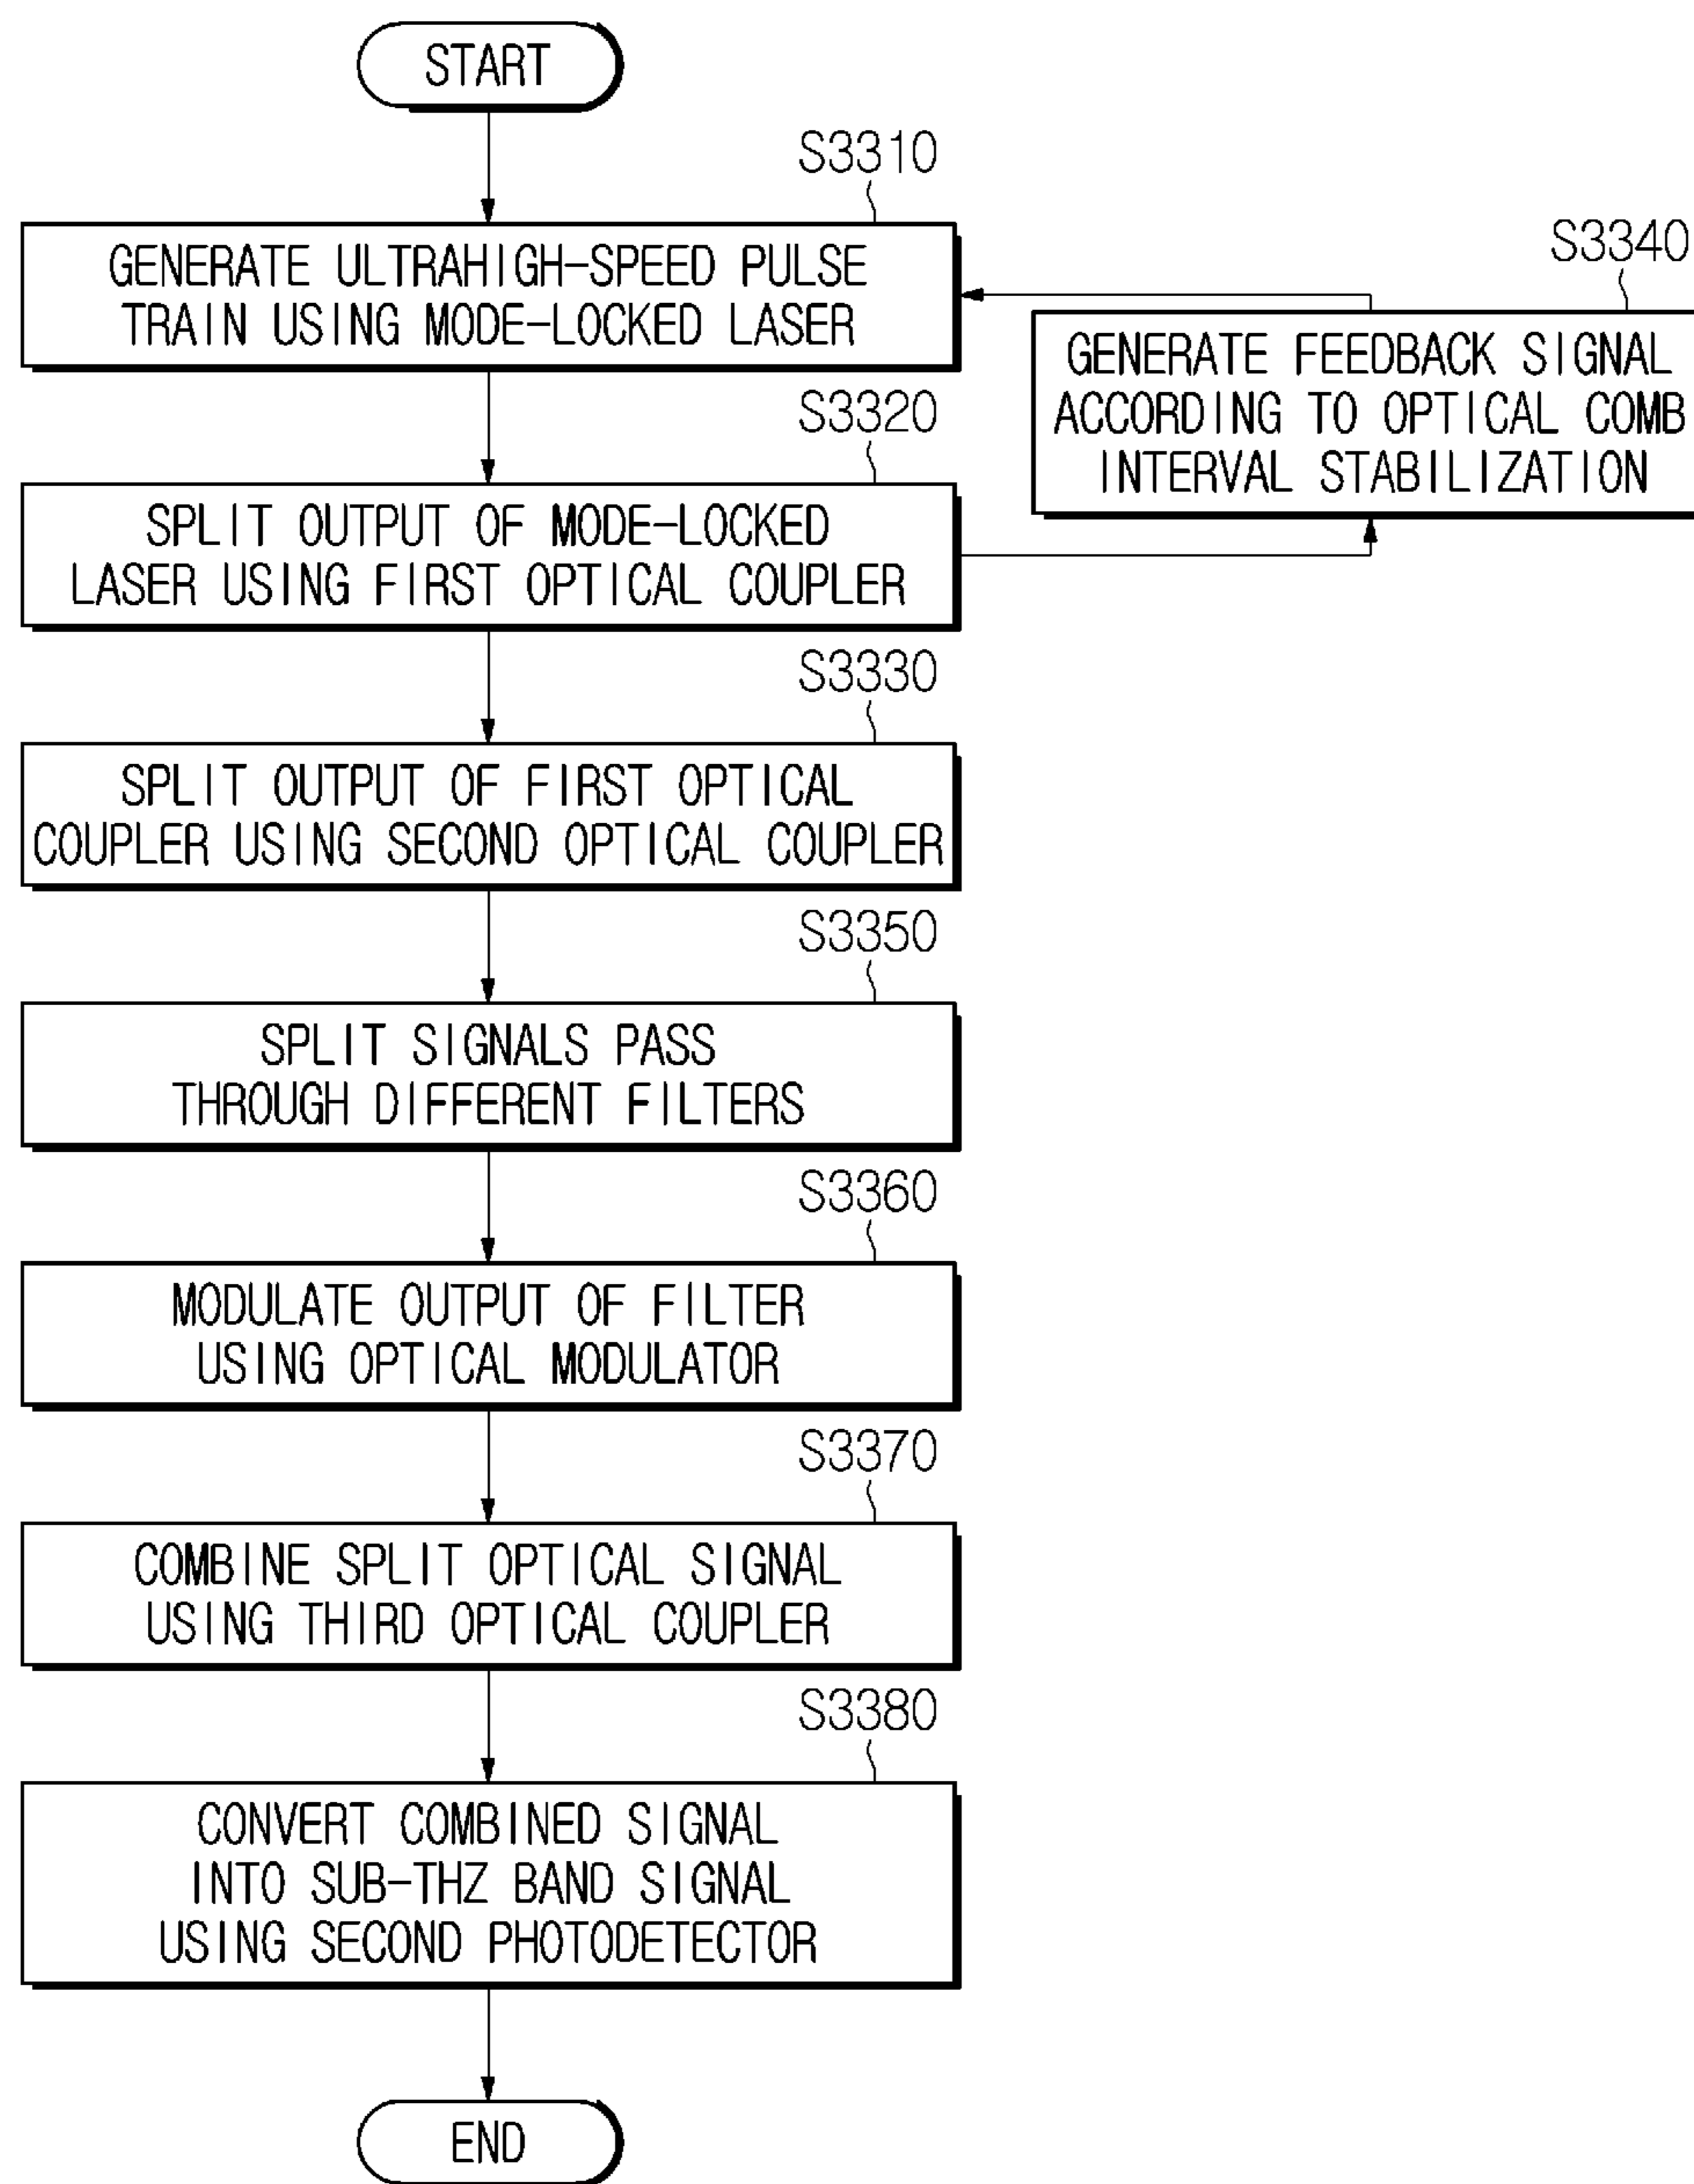 START
S3310
GENERATE ULTRAHIGH-SPEED PULSE
TRAIN USING MODE-LOCKED LASER
S3340
GENERATE FEEDBACK SIGNAL
ACCORDING TO OPTICAL COMB
INTERVAL STABILIZATION
S3320
SPLIT OUTPUT OF MODE-LOCKED
LASER USING FIRST OPTICAL COUPLER
S3330
SPLIT OUTPUT OF FIRST OPTICAL
COUPLER USING SECOND OPTICAL COUPLER
S3350
SPLIT SIGNALS PASS
THROUGH DIFFERENT FILTERS
S3360
MODULATE OUTPUT OF FILTER
USING OPTICAL MODULATOR
S3370
COMBINE SPLIT OPTICAL SIGNAL
USING THIRD OPTICAL COUPLER
S3380
CONVERT COMBINED SIGNAL
INTO SUB-THZ BAND SIGNAL
USING SECOND PHOTODETECTOR
END